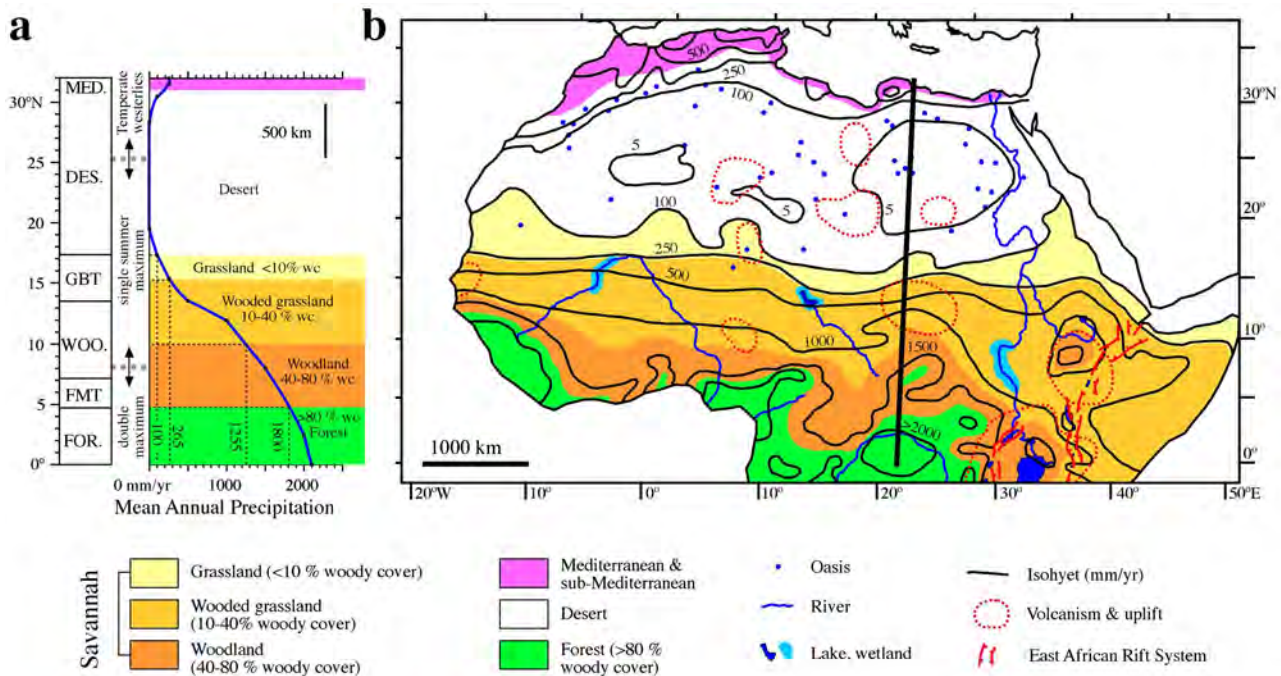 a
MED.
DES.
GBT
WOO.
FMT
FOR.
30°N
25
20
15
10
5
0°
Temperate
westerlies
single summer
maximum
double
maximum
500 km
Desert
Grassland <10% wc
Wooded grassland
10-40 % wc
Woodland
40-80 % wc
>80 % wc
Forest
100
265
1255
1800
0 mm/yr
1000
2000
Mean Annual Precipitation
b
500
250
100
5
5
5
100
250
500
1000
1500
>2000
30°N
20°
10°
0°
1000 km
20°W
10°
0°
10°
20°
30°
40°
50°E
Savannah
Grassland (<10 % woody cover)
Wooded grassland
(10-40% woody cover)
Woodland
(40-80 % woody cover)
Mediterranean &
sub-Mediterranean
Desert
Forest (>80 %
woody cover)
Oasis
River
Lake, wetland
Isohyet (mm/yr)
Volcanism & uplift
East African Rift System